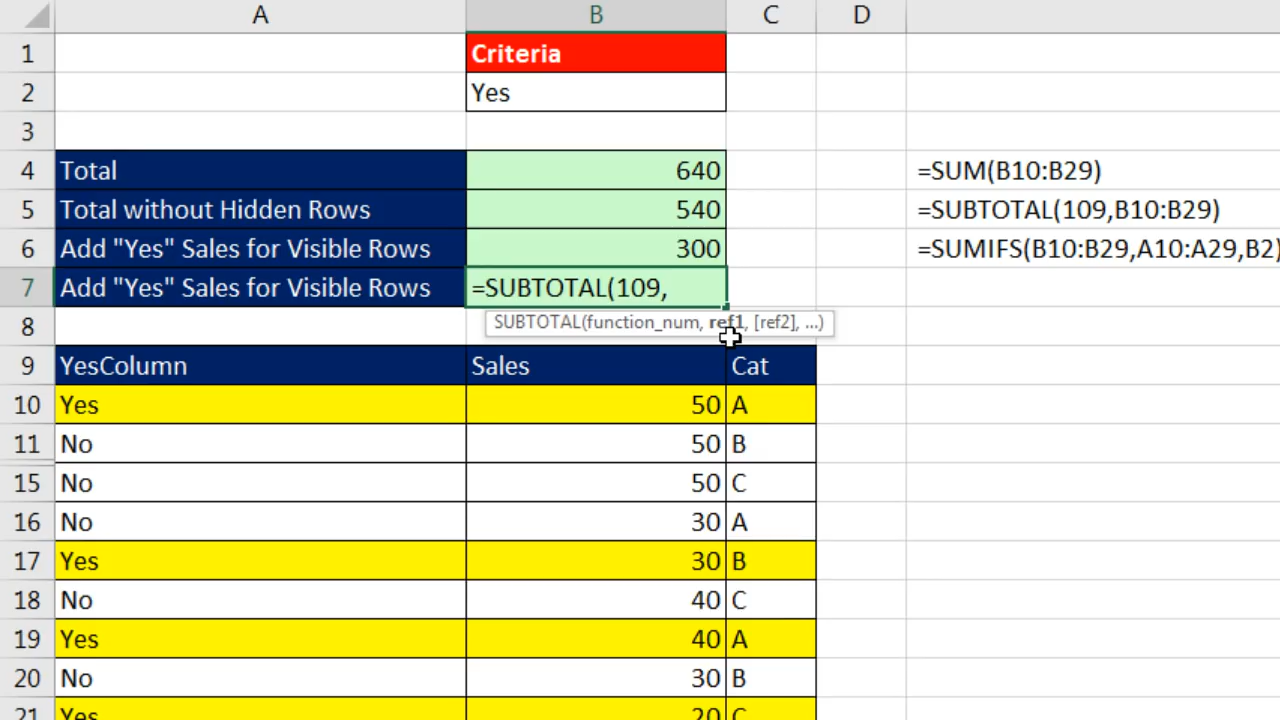 A B C D
1 Criteria
2 Yes
3
4 Total 640 =SUM(B10:B29)
5 Total without Hidden Rows 540 =SUBTOTAL(109,B10:B29)
6 Add "Yes" Sales for Visible Rows 300 =SUMIFS(B10:B29,A10:A29,B2)
7 Add "Yes" Sales for Visible Rows =SUBTOTAL(109,
8 SUBTOTAL(function_num, ref1, [ref2], ...)
9 YesColumn Sales Cat
10 Yes 50 A
11 No 50 B
15 No 50 C
16 No 30 A
17 Yes 30 B
18 No 40 C
19 Yes 40 A
20 No 30 B
21 Yes 20 C